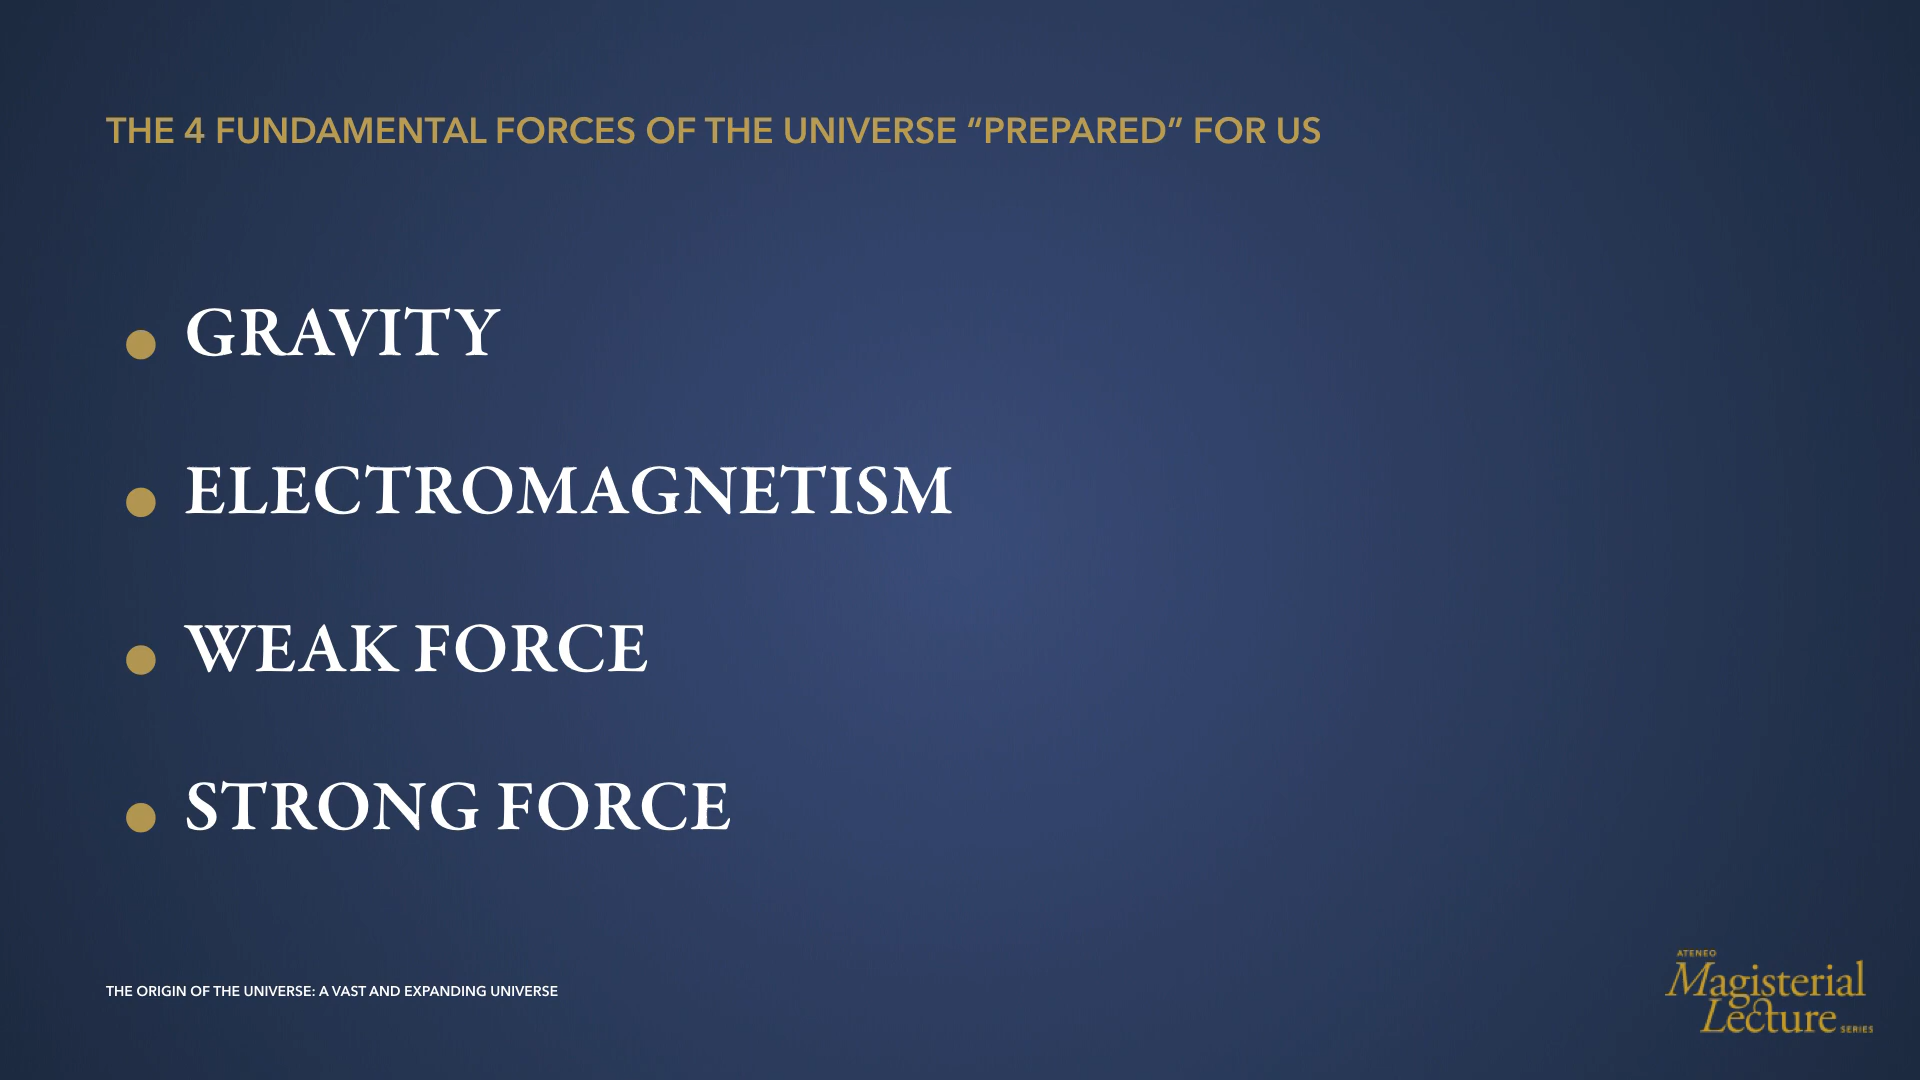 THE 4 FUNDAMENTAL FORCES OF THE UNIVERSE “PREPARED” FOR US
GRAVITY
ELECTROMAGNETISM
WEAK FORCE
STRONG FORCE
THE ORIGIN OF THE UNIVERSE: A VAST AND EXPANDING UNIVERSE
ATENEO
Magisterial
Lecture SERIES